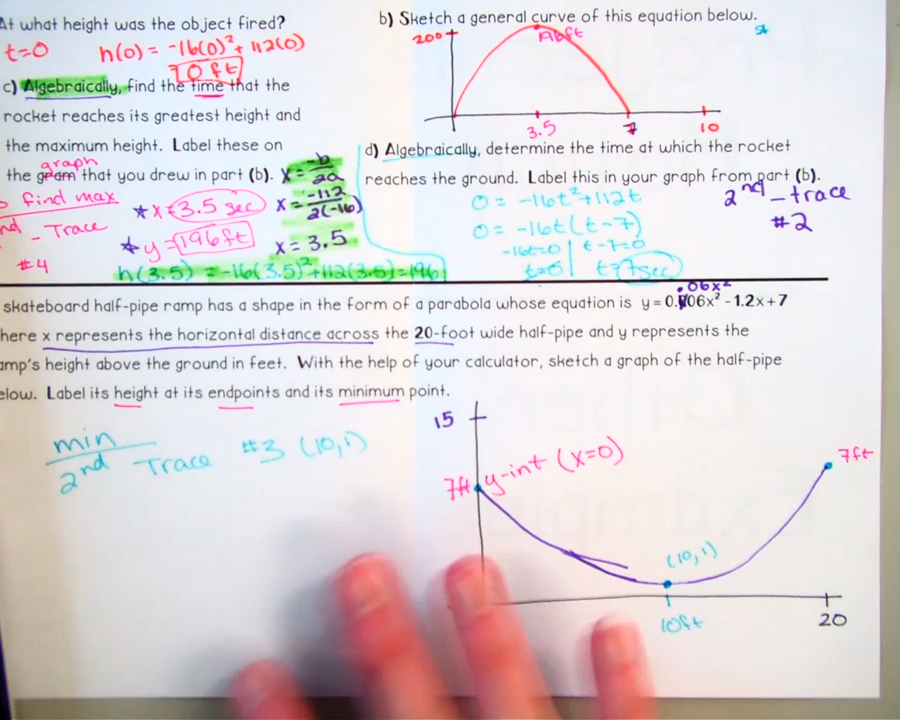 At what height was the object fired?
t=0 h(0) = -16(0)² + 112(0)
0 ft
c) Algebraically, find the time that the
rocket reaches its greatest height and
the maximum height. Label these on
graph
the gram that you drew in part (b).
x = -b/2a
find max
nd - Trace
#4
* x = 3.5 sec
* y = 196ft
x = -112/2(-16)
x = 3.5
h(3.5) = -16(3.5)² + 112(3.5) = 196
b) Sketch a general curve of this equation below.
200
196ft
3.5 7 10
d) Algebraically, determine the time at which the rocket
reaches the ground. Label this in your graph from part (b).
0 = -16t² + 112t
0 = -16t(t-7)
-16t=0 | t-7=0
t=0 | t=7sec
2nd - trace
#2
.06x²
skateboard half-pipe ramp has a shape in the form of a parabola whose equation is y = 0.006x² - 1.2x + 7
here x represents the horizontal distance across the 20-foot wide half-pipe and y represents the
amp's height above the ground in feet. With the help of your calculator, sketch a graph of the half-pipe
elow. Label its height at its endpoints and its minimum point.
min
2nd Trace #3 (10,1)
15
7ft y-int (x=0)
7ft
(10,1)
10ft
20